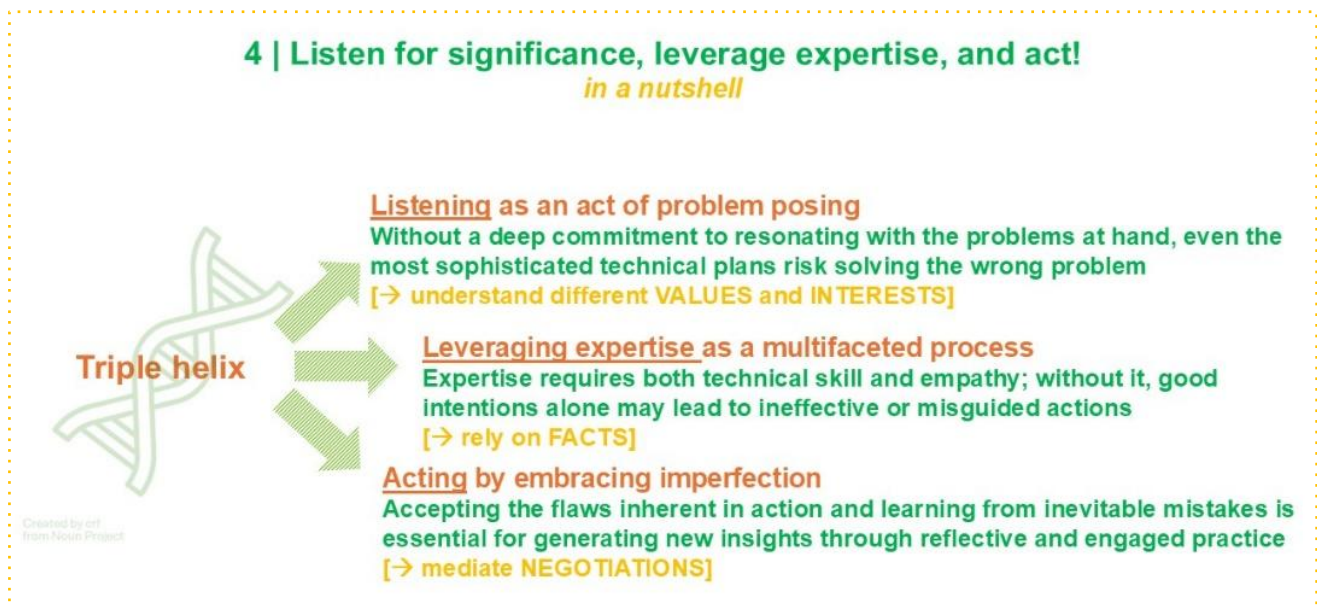 4 | Listen for significance, leverage expertise, and act!
in a nutshell
Listening as an act of problem posing
Without a deep commitment to resonating with the problems at hand, even the
most sophisticated technical plans risk solving the wrong problem
[→ understand different VALUES and INTERESTS]
Triple helix
Leveraging expertise as a multifaceted process
Expertise requires both technical skill and empathy; without it, good
intentions alone may lead to ineffective or misguided actions
[→ rely on FACTS]
Acting by embracing imperfection
Accepting the flaws inherent in action and learning from inevitable mistakes is
essential for generating new insights through reflective and engaged practice
[→ mediate NEGOTIATIONS]
Created by
from Noun Project